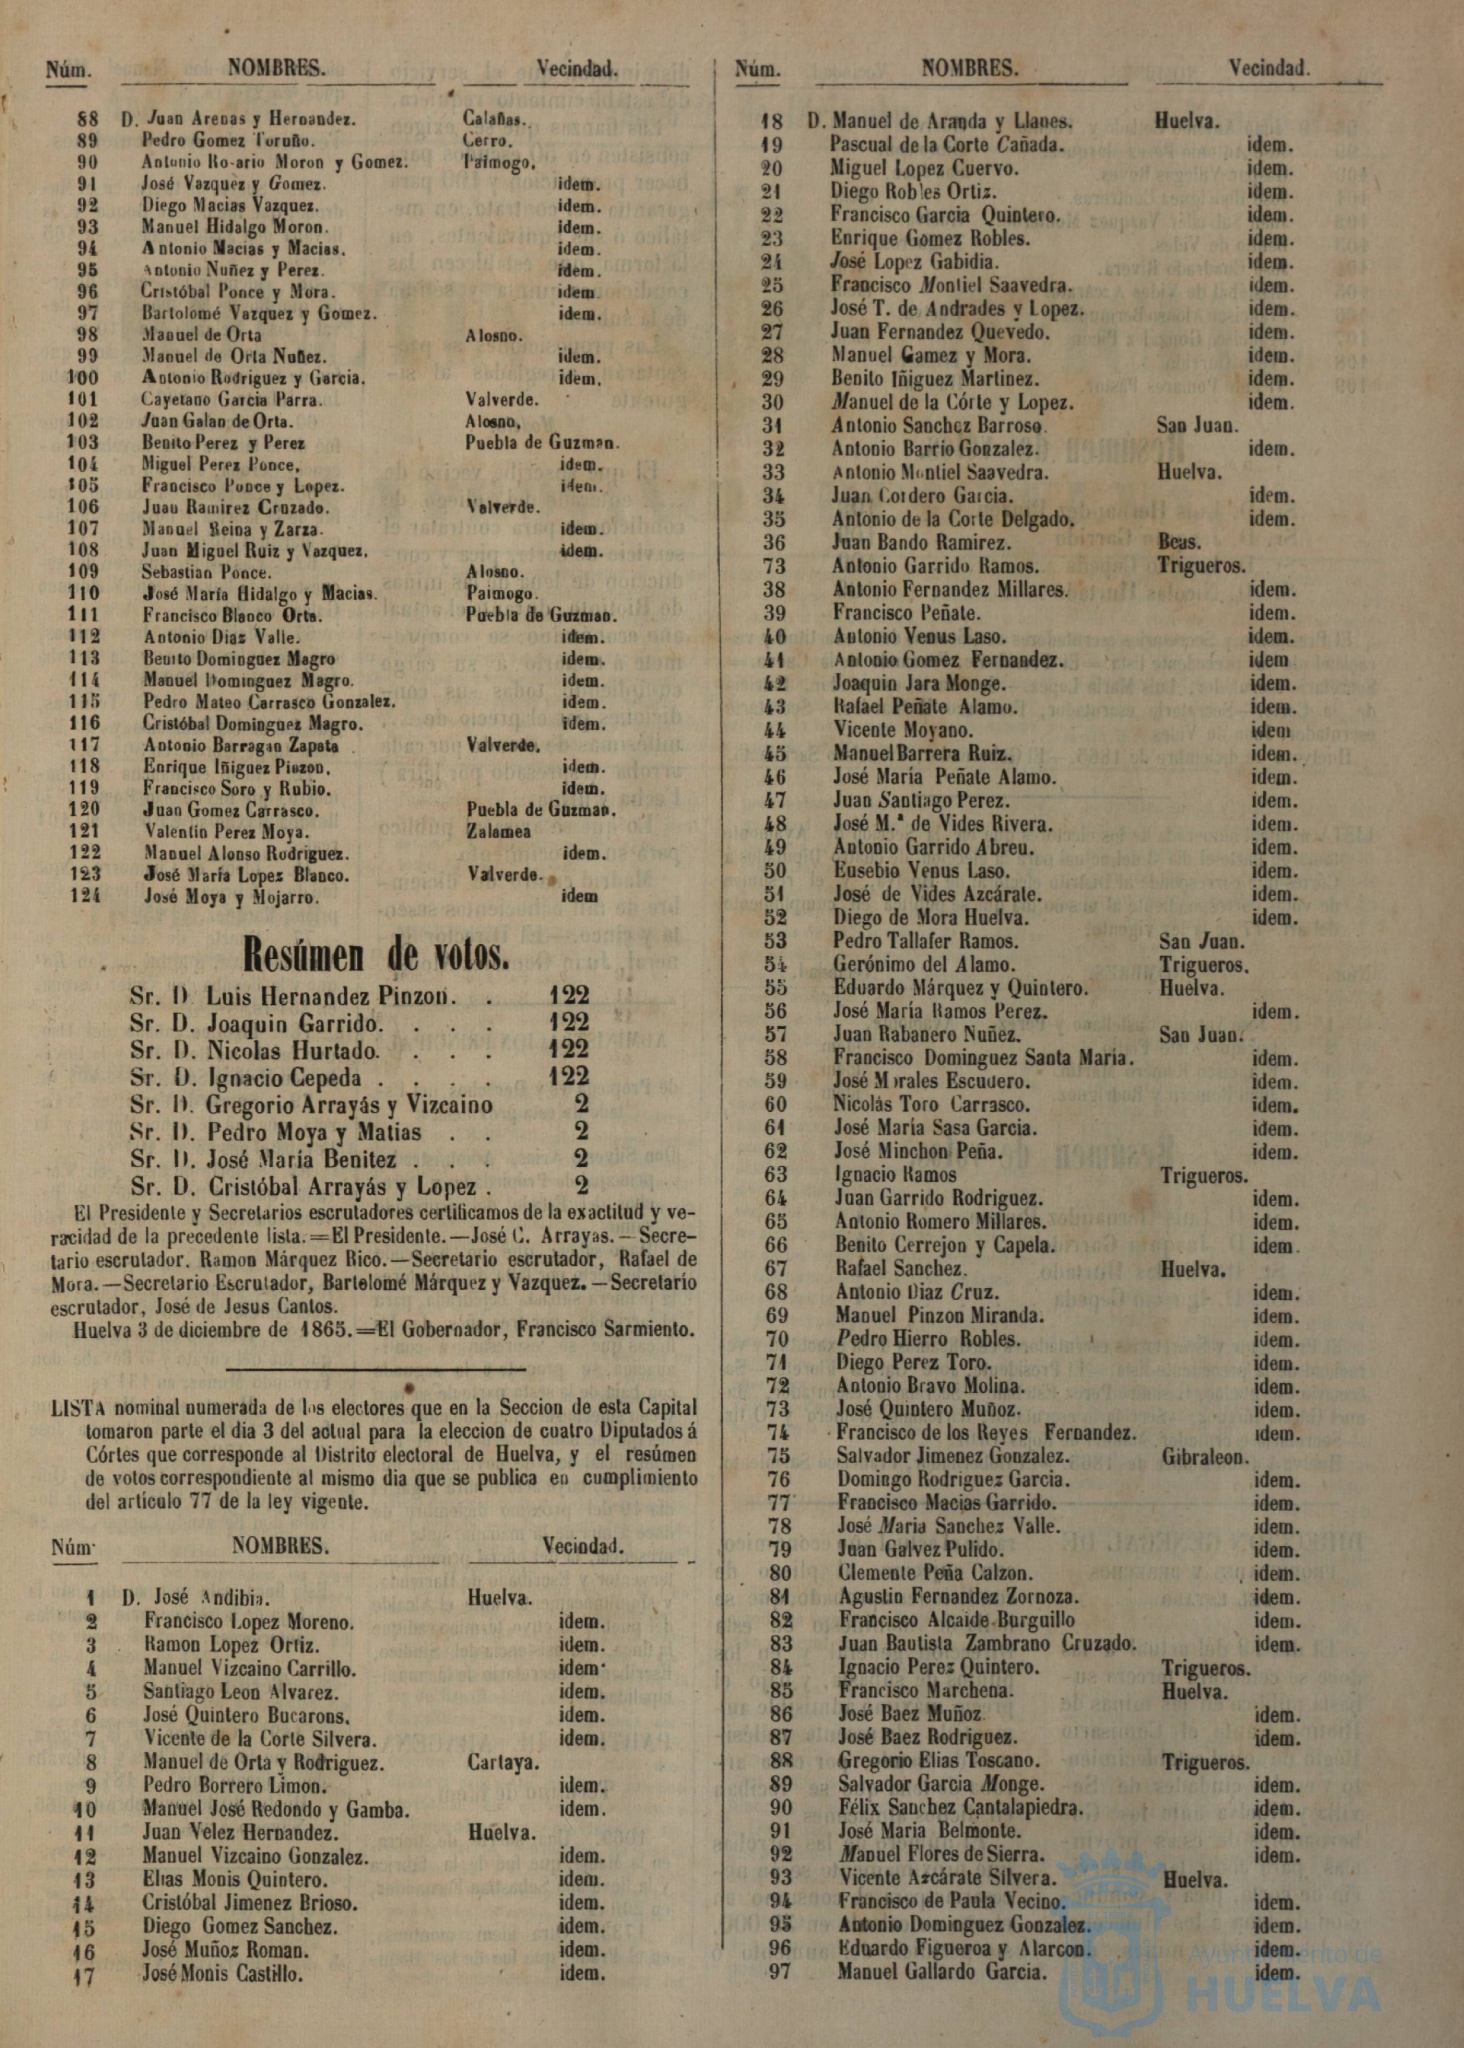 Núm. NOMBRES. Vecindad.
88 D. Juan Arenas y Hernandez. Calañas.
89 Pedro Gomez Toruño. Cerro.
90 Antonio Rosario Moron y Gomez. Paimogo.
91 José Vazquez y Gomez. idem.
92 Diego Macias Vazquez. idem.
93 Manuel Hidalgo Moron. idem.
94 Antonio Macias y Macias. idem.
95 Antonio Nuñez y Perez. idem.
96 Cristóbal Ponce y Mora. idem.
97 Bartolomé Vazquez y Gomez. idem.
98 Manuel de Orta Alosno.
99 Manuel de Orta Nuñez. idem.
100 Antonio Rodriguez y Garcia. idem.
101 Cayetano Garcia Parra. Valverde.
102 Juan Galan de Orta. Alosno,
103 Benito Perez y Perez Puebla de Guzman.
104 Miguel Perez Ponce, idem.
105 Francisco Ponce y Lopez. idem.
106 Juan Ramirez Cruzado. Valverde.
107 Manuel Reina y Zarza. idem.
108 Juan Miguel Ruiz y Vazquez, idem.
109 Sebastian Ponce. Alosno.
110 José María Hidalgo y Macias. Paimogo.
111 Francisco Blanco Orta. Puebla de Guzman.
112 Antonio Diaz Valle. idem.
113 Benito Dominguez Magro idem.
114 Manuel Dominguez Magro. idem.
115 Pedro Mateo Carrasco Gonzalez. idem.
116 Cristóbal Dominguez Magro. idem.
117 Antonio Barragan Zapata Valverde.
118 Enrique Iñiguez Pinzon, idem.
119 Francisco Soro y Rubio. idem.
120 Juan Gomez Carrasco. Puebla de Guzman.
121 Valentin Perez Moya. Zalamea
122 Manuel Alonso Rodriguez. idem.
123 José María Lopez Blanco. Valverde.
124 José Moya y Mojarro. idem
Resúmen de votos.
Sr. D. Luis Hernandez Pinzon. . 122
Sr. D. Joaquin Garrido. . . . 122
Sr. D. Nicolas Hurtado. . . . 122
Sr. D. Ignacio Cepeda . . . . 122
Sr. D. Gregorio Arrayás y Vizcaino 2
Sr. D. Pedro Moya y Matias . . 2
Sr. D. José María Benitez . . . 2
Sr. D. Cristóbal Arrayás y Lopez . 2
El Presidente y Secretarios escrutadores certificamos de la exactitud y ve-
racidad de la precedente lista.=El Presidente.—José C. Arrayas.—Secre-
tario escrutador. Ramon Márquez Rico.—Secretario escrutador, Rafael de
Mora.—Secretario Escrutador, Bartolomé Márquez y Vazquez.—Secretario
escrutador, José de Jesus Cantos.
Huelva 3 de diciembre de 1865.=El Gobernador, Francisco Sarmiento.
LISTA nominal numerada de los electores que en la Seccion de esta Capital
tomaron parte el dia 3 del actual para la eleccion de cuatro Diputados á
Córtes que corresponde al Distrito electoral de Huelva, y el resúmen
de votos correspondiente al mismo dia que se publica en cumplimiento
del artículo 77 de la ley vigente.
Núm. NOMBRES. Vecindad.
1 D. José Andibia. Huelva.
2 Francisco Lopez Moreno. idem.
3 Ramon Lopez Ortiz. idem.
4 Manuel Vizcaino Carrillo. idem.
5 Santiago Leon Alvarez. idem.
6 José Quintero Bucarons. idem.
7 Vicente de la Corte Silvera. idem.
8 Manuel de Orta y Rodriguez. Cartaya.
9 Pedro Borrero Limon. idem.
10 Manuel José Redondo y Gamba. idem.
11 Juan Velez Hernandez. Huelva.
12 Manuel Vizcaino Gonzalez. idem.
13 Elias Monis Quintero. idem.
14 Cristóbal Jimenez Brioso. idem.
15 Diego Gomez Sanchez. idem.
16 José Muñoz Roman. idem.
17 José Monis Castillo. idem.
Núm. NOMBRES. Vecindad.
18 D. Manuel de Aranda y Llanes. Huelva.
19 Pascual de la Corte Cañada. idem.
20 Miguel Lopez Cuervo. idem.
21 Diego Robles Ortiz. idem.
22 Francisco Garcia Quintero. idem.
23 Enrique Gomez Robles. idem.
24 José Lopez Gabidia. idem.
25 Francisco Montiel Saavedra. idem.
26 José T. de Andrades y Lopez. idem.
27 Juan Fernandez Quevedo. idem.
28 Manuel Gamez y Mora. idem.
29 Benito Iñiguez Martinez. idem.
30 Manuel de la Córte y Lopez. idem.
31 Antonio Sanchez Barroso. San Juan.
32 Antonio Barrio Gonzalez. idem.
33 Antonio Montiel Saavedra. Huelva.
34 Juan Cordero Garcia. idem.
35 Antonio de la Corte Delgado. idem.
36 Juan Bando Ramirez. Beas.
73 Antonio Garrido Ramos. Trigueros.
38 Antonio Fernandez Millares. idem.
39 Francisco Peñate. idem.
40 Antonio Venus Laso. idem.
41 Antonio Gomez Fernandez. idem
42 Joaquin Jara Monge. idem.
43 Rafael Peñate Alamo. idem.
44 Vicente Moyano. idem
45 Manuel Barrera Ruiz. idem.
46 José María Peñate Alamo. idem.
47 Juan Santiago Perez. idem.
48 José M.ª de Vides Rivera. idem.
49 Antonio Garrido Abreu. idem.
50 Eusebio Venus Laso. idem.
51 José de Vides Azcárate. idem.
52 Diego de Mora Huelva. idem.
53 Pedro Tallafer Ramos. San Juan.
54 Gerónimo del Alamo. Trigueros.
55 Eduardo Márquez y Quintero. Huelva.
56 José María Ramos Perez. idem.
57 Juan Rabanero Nuñez. San Juan.
58 Francisco Dominguez Santa María. idem.
59 José Morales Escudero. idem.
60 Nicolás Toro Carrasco. idem.
61 José María Sasa Garcia. idem.
62 José Minchon Peña. idem.
63 Ignacio Ramos Trigueros.
64 Juan Garrido Rodriguez. idem.
65 Antonio Romero Millares. idem.
66 Benito Cerrejon y Capela. idem.
67 Rafael Sanchez. Huelva.
68 Antonio Diaz Cruz. idem.
69 Manuel Pinzon Miranda. idem.
70 Pedro Hierro Robles. idem.
71 Diego Perez Toro. idem.
72 Antonio Bravo Molina. idem.
73 José Quintero Muñoz. idem.
74 Francisco de los Reyes Fernandez. idem.
75 Salvador Jimenez Gonzalez. Gibraleon.
76 Domingo Rodriguez Garcia. idem.
77 Francisco Macias Garrido. idem.
78 José Maria Sanchez Valle. idem.
79 Juan Galvez Pulido. idem.
80 Clemente Peña Calzon. idem.
81 Agustin Fernandez Zornoza. idem.
82 Francisco Alcaide Burguillo idem.
83 Juan Bautista Zambrano Cruzado. idem.
84 Ignacio Perez Quintero. Trigueros.
85 Francisco Marchena. Huelva.
86 José Baez Muñoz. idem.
87 José Baez Rodriguez. idem.
88 Gregorio Elias Toscano. Trigueros.
89 Salvador Garcia Monge. idem.
90 Félix Sanchez Cantalapiedra. idem.
91 José Maria Belmonte. idem.
92 Manuel Flores de Sierra. idem.
93 Vicente Azcárate Silvera. Huelva.
94 Francisco de Paula Vecino. idem.
95 Antonio Dominguez Gonzalez. idem.
96 Eduardo Figueroa y Alarcon. idem.
97 Manuel Gallardo Garcia. idem.
Ayuntamiento de
HUELVA